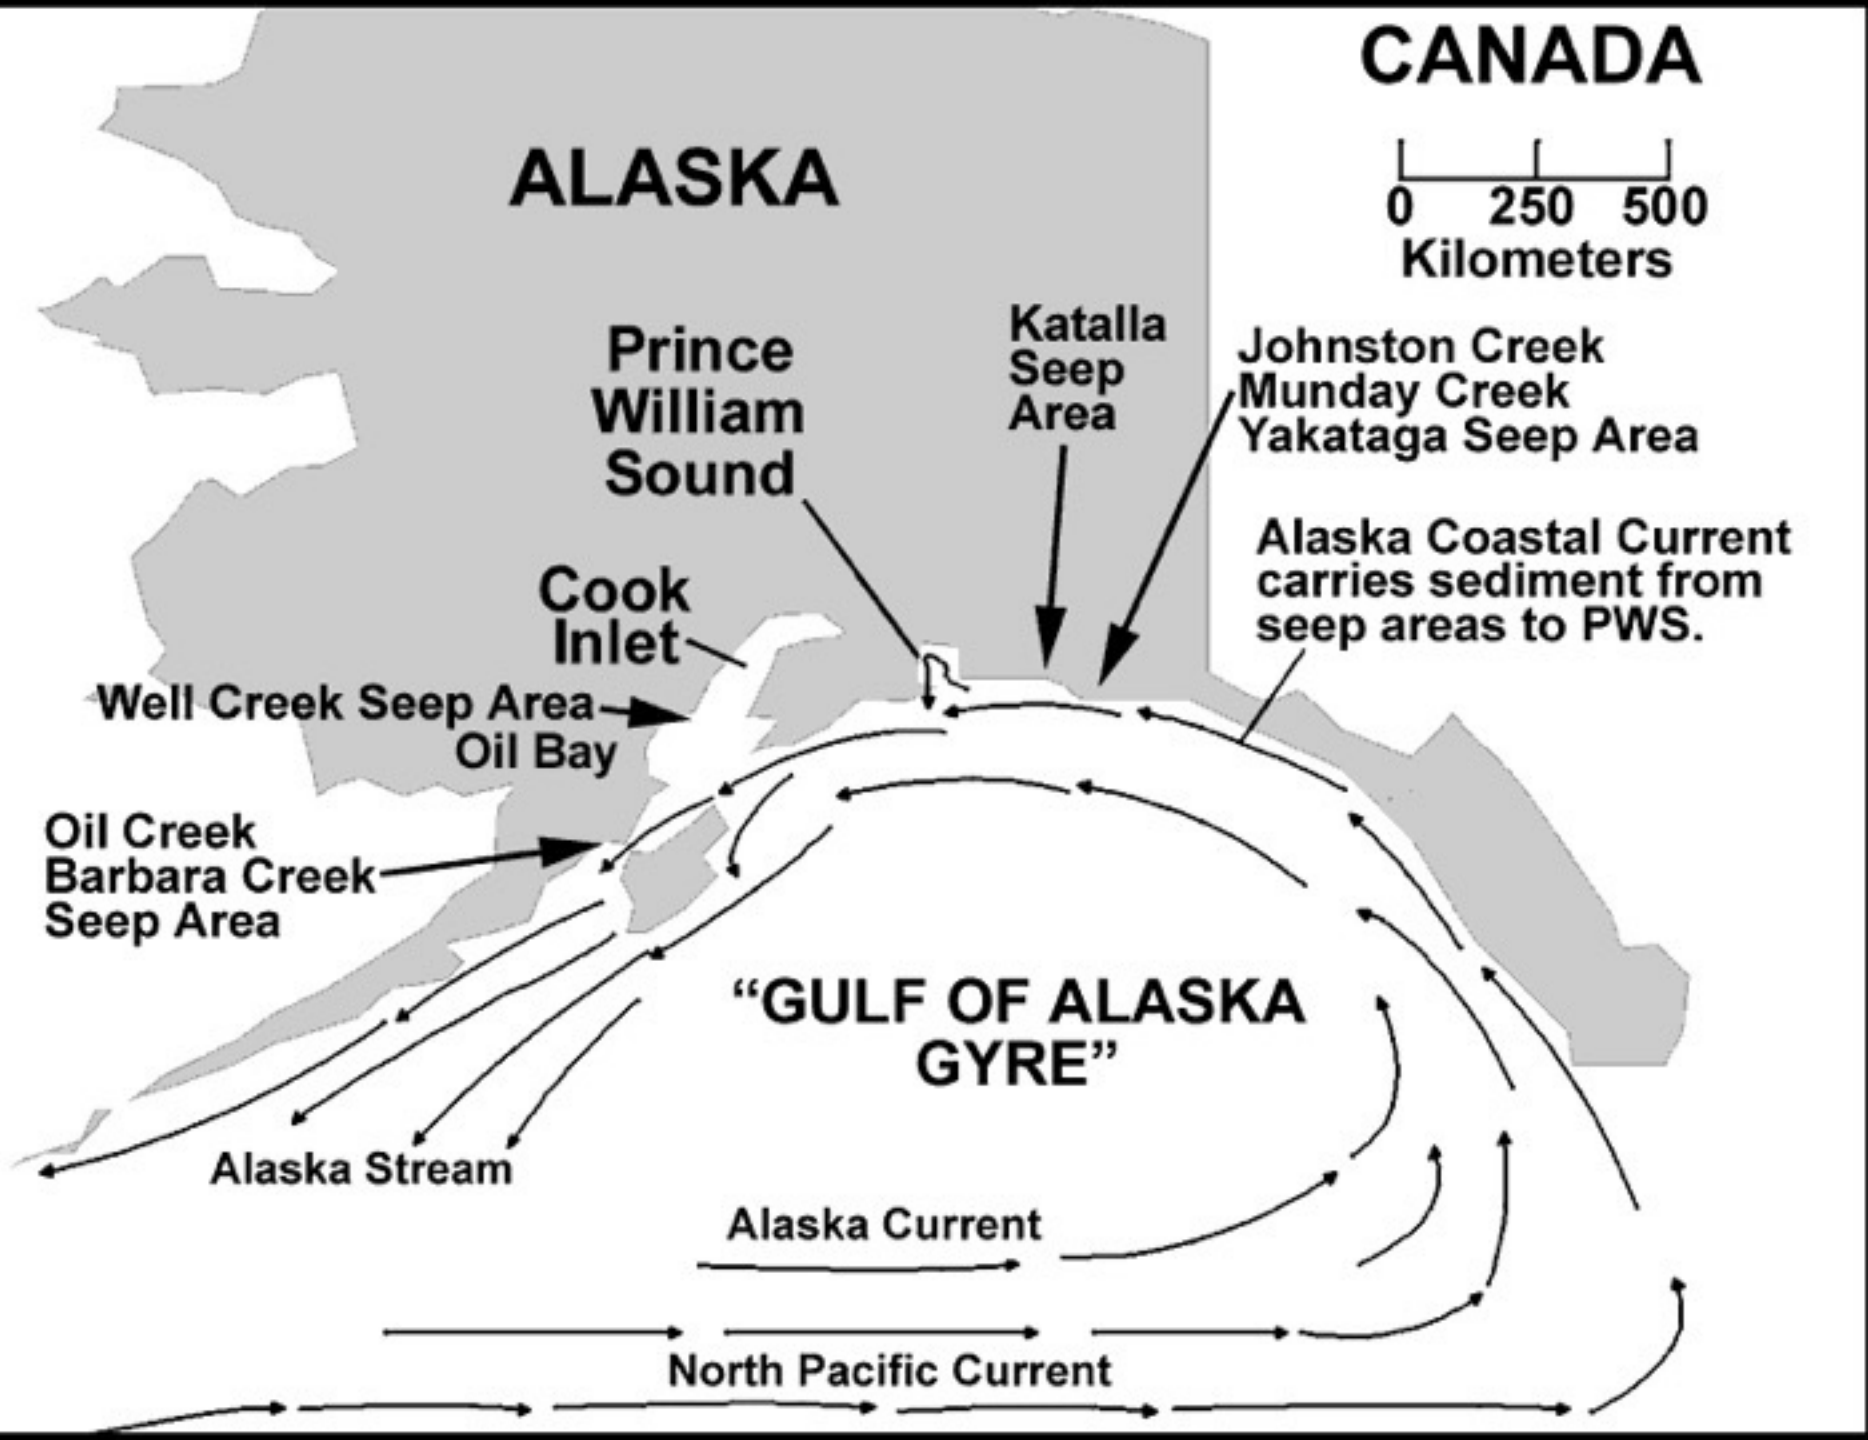 CANADA
ALASKA
0 250 500
Kilometers
Prince
William
Sound
Katalla
Seep
Area
Johnston Creek
Munday Creek
Yakataga Seep Area
Alaska Coastal Current
carries sediment from
seep areas to PWS.
Cook
Inlet
Well Creek Seep Area
Oil Bay
Oil Creek
Barbara Creek
Seep Area
“GULF OF ALASKA
GYRE”
Alaska Stream
Alaska Current
North Pacific Current